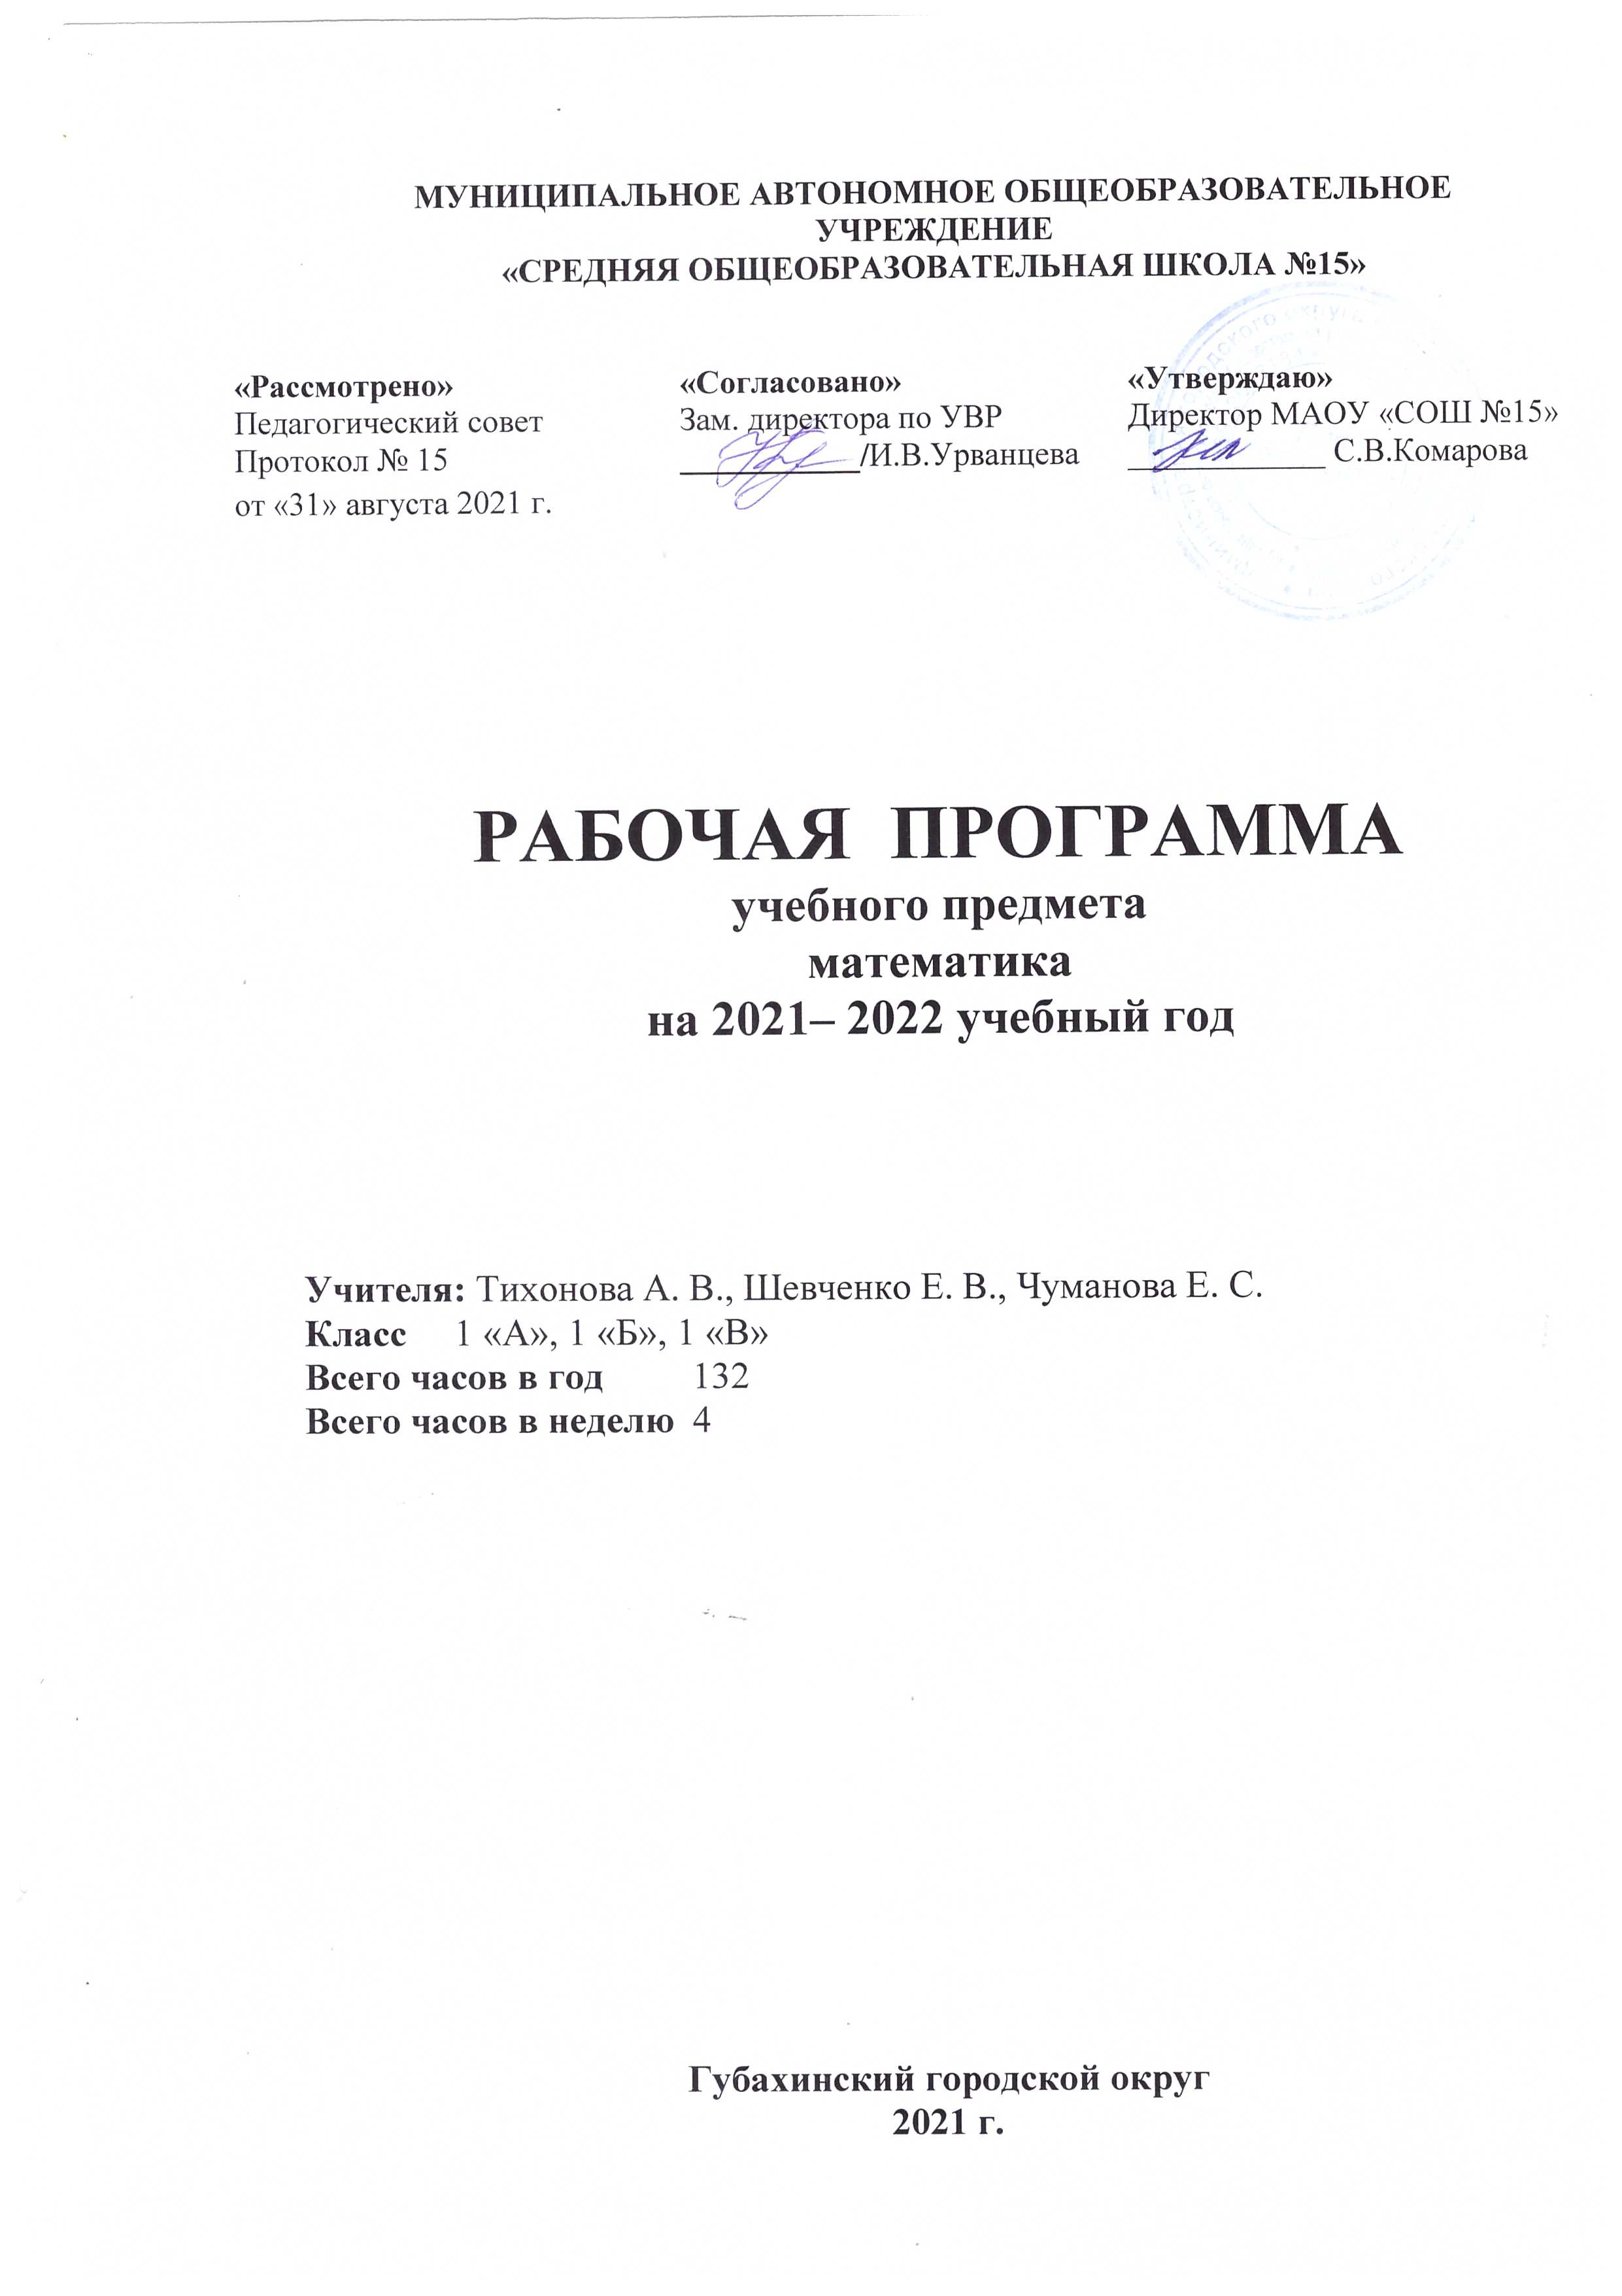 МУНИЦИПАЛЬНОЕ АВТОНОМНОЕ ОБЩЕОБРАЗОВАТЕЛЬНОЕ
УЧРЕЖДЕНИЕ
«СРЕДНЯЯ ОБЩЕОБРАЗОВАТЕЛЬНАЯ ШКОЛА №15»
«Рассмотрено»
Педагогический совет
Протокол № 15
от «31» августа 2021 г.
«Согласовано»
Зам. директора по УВР
/И.В.Урванцева
«Утверждаю»
Директор МАОУ «СОШ №15»
С.В.Комарова
РАБОЧАЯ ПРОГРАММА
учебного предмета
математика
на 2021– 2022 учебный год
Учителя: Тихонова А. В., Шевченко Е. В., Чуманова Е. С.
Класс 1 «А», 1 «Б», 1 «В»
Всего часов в год 132
Всего часов в неделю 4
Губахинский городской округ
2021 г.